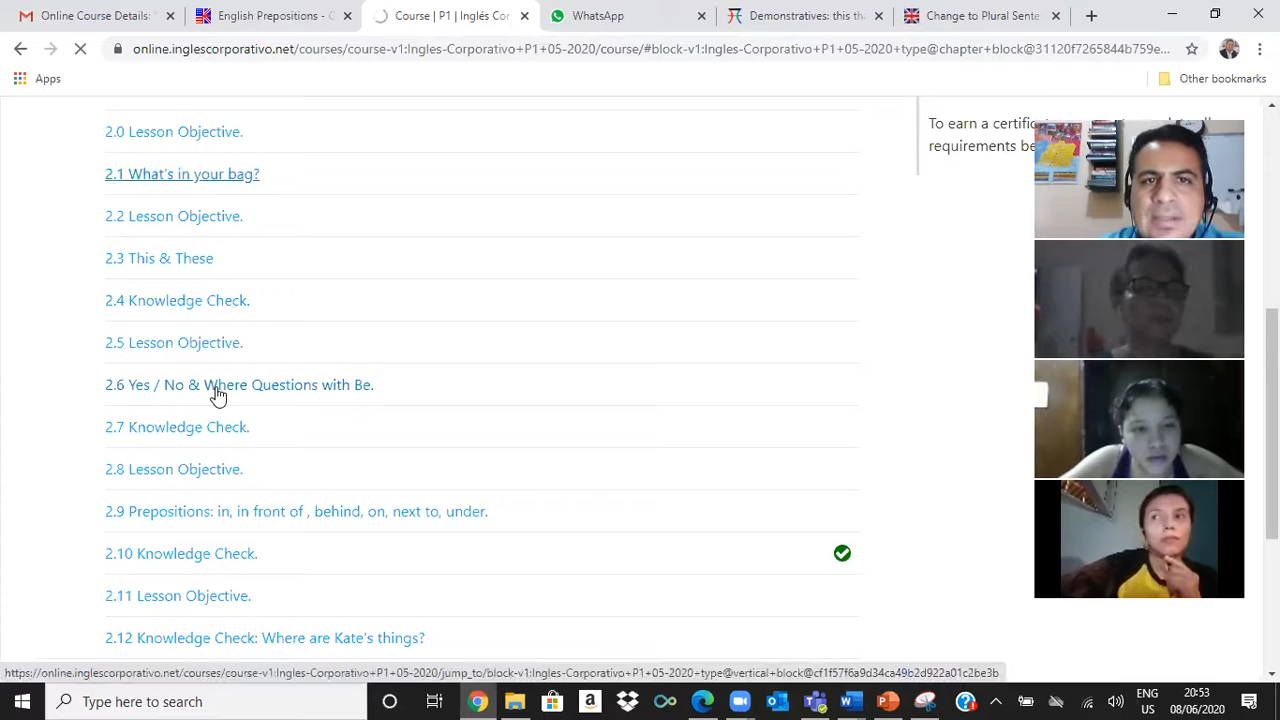 Online Course Details
English Prepositions - G
Course | P1 | Inglés Cor
WhatsApp
Demonstratives: this tha
Change to Plural Sente
online.inglescorporativo.net/courses/course-v1:Ingles-Corporativo+P1+05-2020/course/#block-v1:Ingles-Corporativo+P1+05-2020+type@chapter+block@31120f7265844b759e...
Apps
Other bookmarks
To earn a certific
requirements be
2.0 Lesson Objective.
2.1 What's in your bag?
2.2 Lesson Objective.
2.3 This & These
2.4 Knowledge Check.
2.5 Lesson Objective.
2.6 Yes / No & Where Questions with Be.
2.7 Knowledge Check.
2.8 Lesson Objective.
2.9 Prepositions: in, in front of , behind, on, next to, under.
2.10 Knowledge Check.
2.11 Lesson Objective.
2.12 Knowledge Check: Where are Kate's things?
https://online.inglescorporativo.net/courses/course-v1:Ingles-Corporativo+P1+05-2020/jump_to/block-v1:Ingles-Corporativo+P1+05-2020+type@vertical+block@cf1f57f6a9d34ca49b2d922a01c2be3b
Type here to search
ENG
US
20:53
08/06/2020